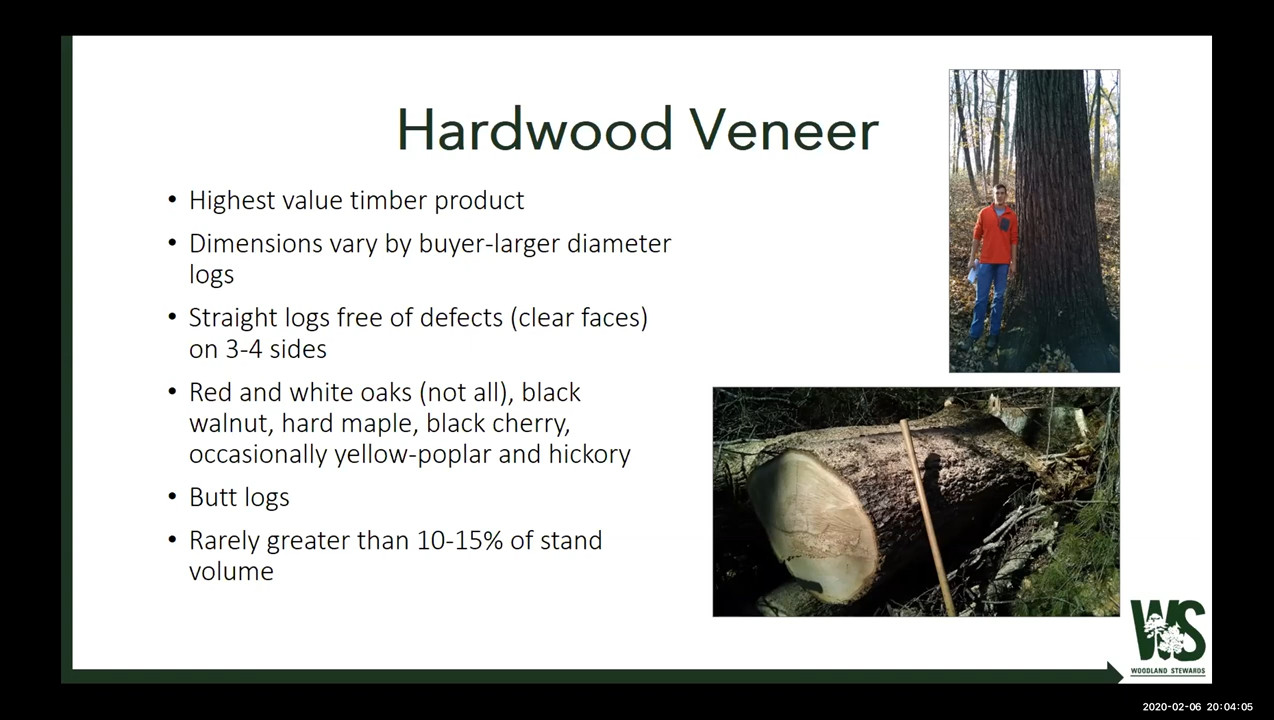 Hardwood Veneer
• Highest value timber product
• Dimensions vary by buyer-larger diameter
logs
• Straight logs free of defects (clear faces)
on 3-4 sides
• Red and white oaks (not all), black
walnut, hard maple, black cherry,
occasionally yellow-poplar and hickory
• Butt logs
• Rarely greater than 10-15% of stand
volume
WS
WOODLAND STEWARDS
2020-02-06 20:04:05